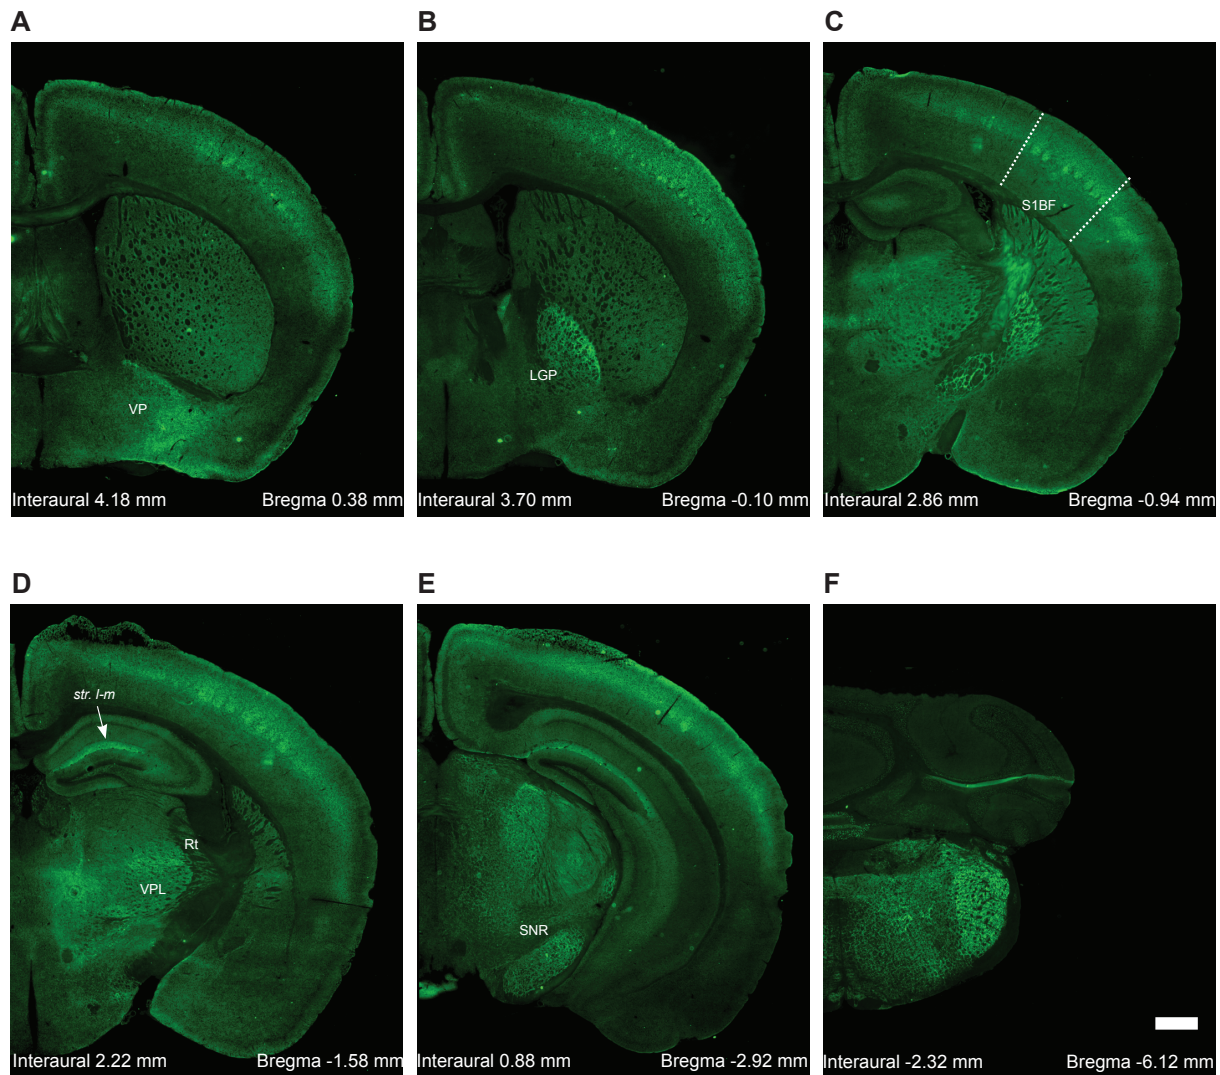 A
B
C
S1BF
LGP
VP
Interaural 4.18 mm Bregma 0.38 mm
Interaural 3.70 mm Bregma -0.10 mm
Interaural 2.86 mm Bregma -0.94 mm
D
E
F
str. l-m
Rt
VPL
SNR
Interaural 2.22 mm Bregma -1.58 mm
Interaural 0.88 mm Bregma -2.92 mm
Interaural -2.32 mm Bregma -6.12 mm